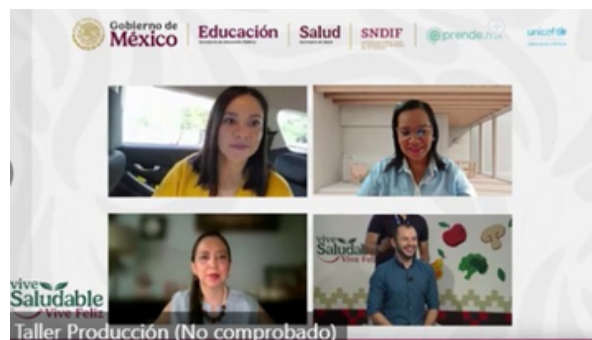 Gobierno de
México
Educación
Salud
SNDIF
@prende.mx
unicef
vive
Saludable
Vive Feliz
vive
Saludable
Vive Feliz
Taller Producción (No comprobado)